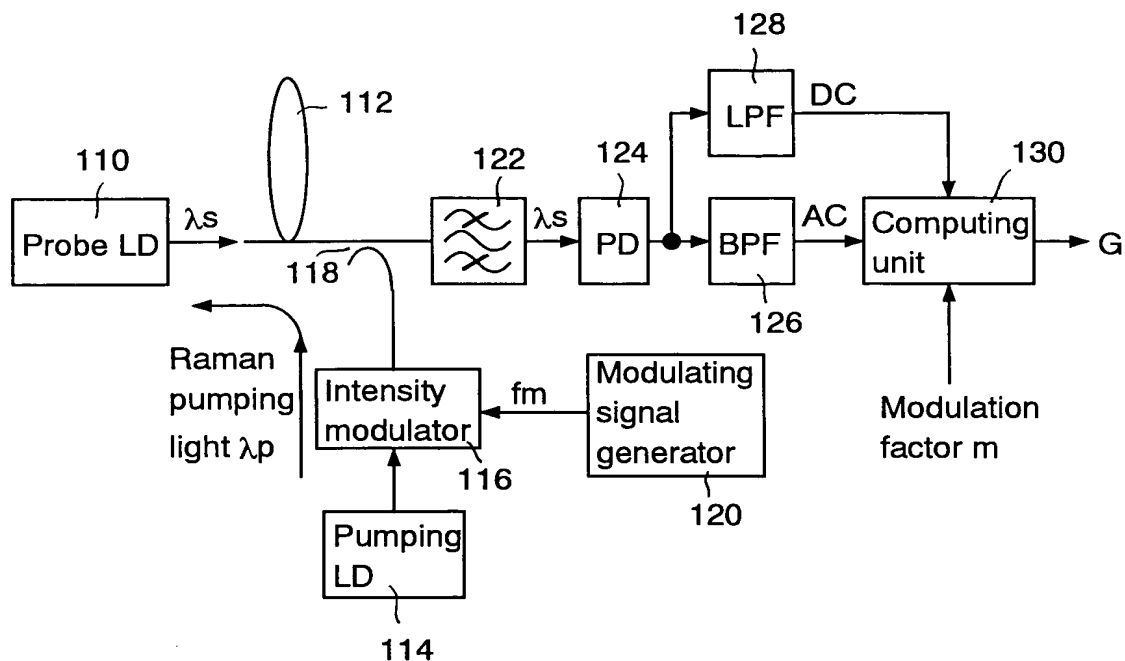 128
112
LPF
DC
110
122
124
130
Probe LD
λs
λs
PD
BPF
AC
Computing
unit
G
118
126
Raman
pumping
light λp
Intensity
modulator
fm
Modulating
signal
generator
Modulation
factor m
116
120
Pumping
LD
114